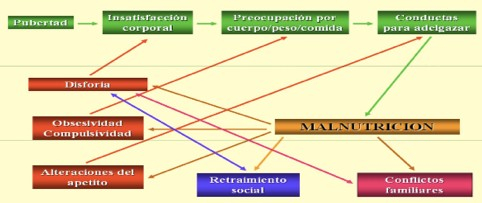 Pubertad
Insatisfacción
corporal
Preocupación por
cuerpo/peso/comida
Conductas
para adelgazar
Disforia
Obsesividad
Compulsividad
MALNUTRICION
Alteraciones del
apetito
Retraimiento
social
Conflictos
familiares